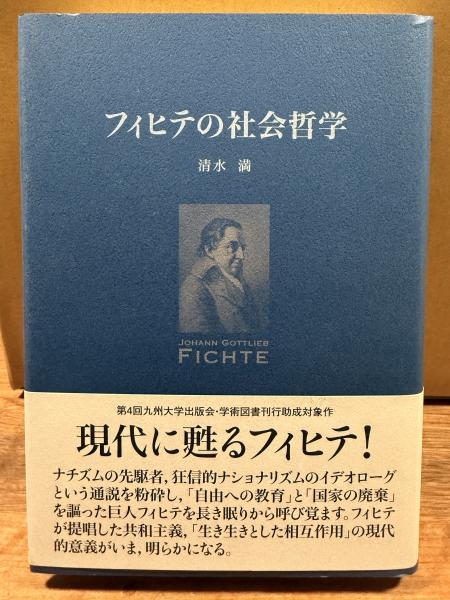 フィヒテの社会哲学
清水 満
JOHANN GOTTLIEB
FICHTE
第4回九州大学出版会・学術図書刊行助成対象作
現代に甦るフィヒテ！
ナチズムの先駆者，狂信的ナショナリズムのイデオローグ
という通説を粉砕し，「自由への教育」と「国家の廃棄」
を謳った巨人フィヒテを長き眠りから呼び覚ます。フィヒテ
が提唱した共和主義，「生き生きとした相互作用」の現代
的意義がいま，明らかになる。